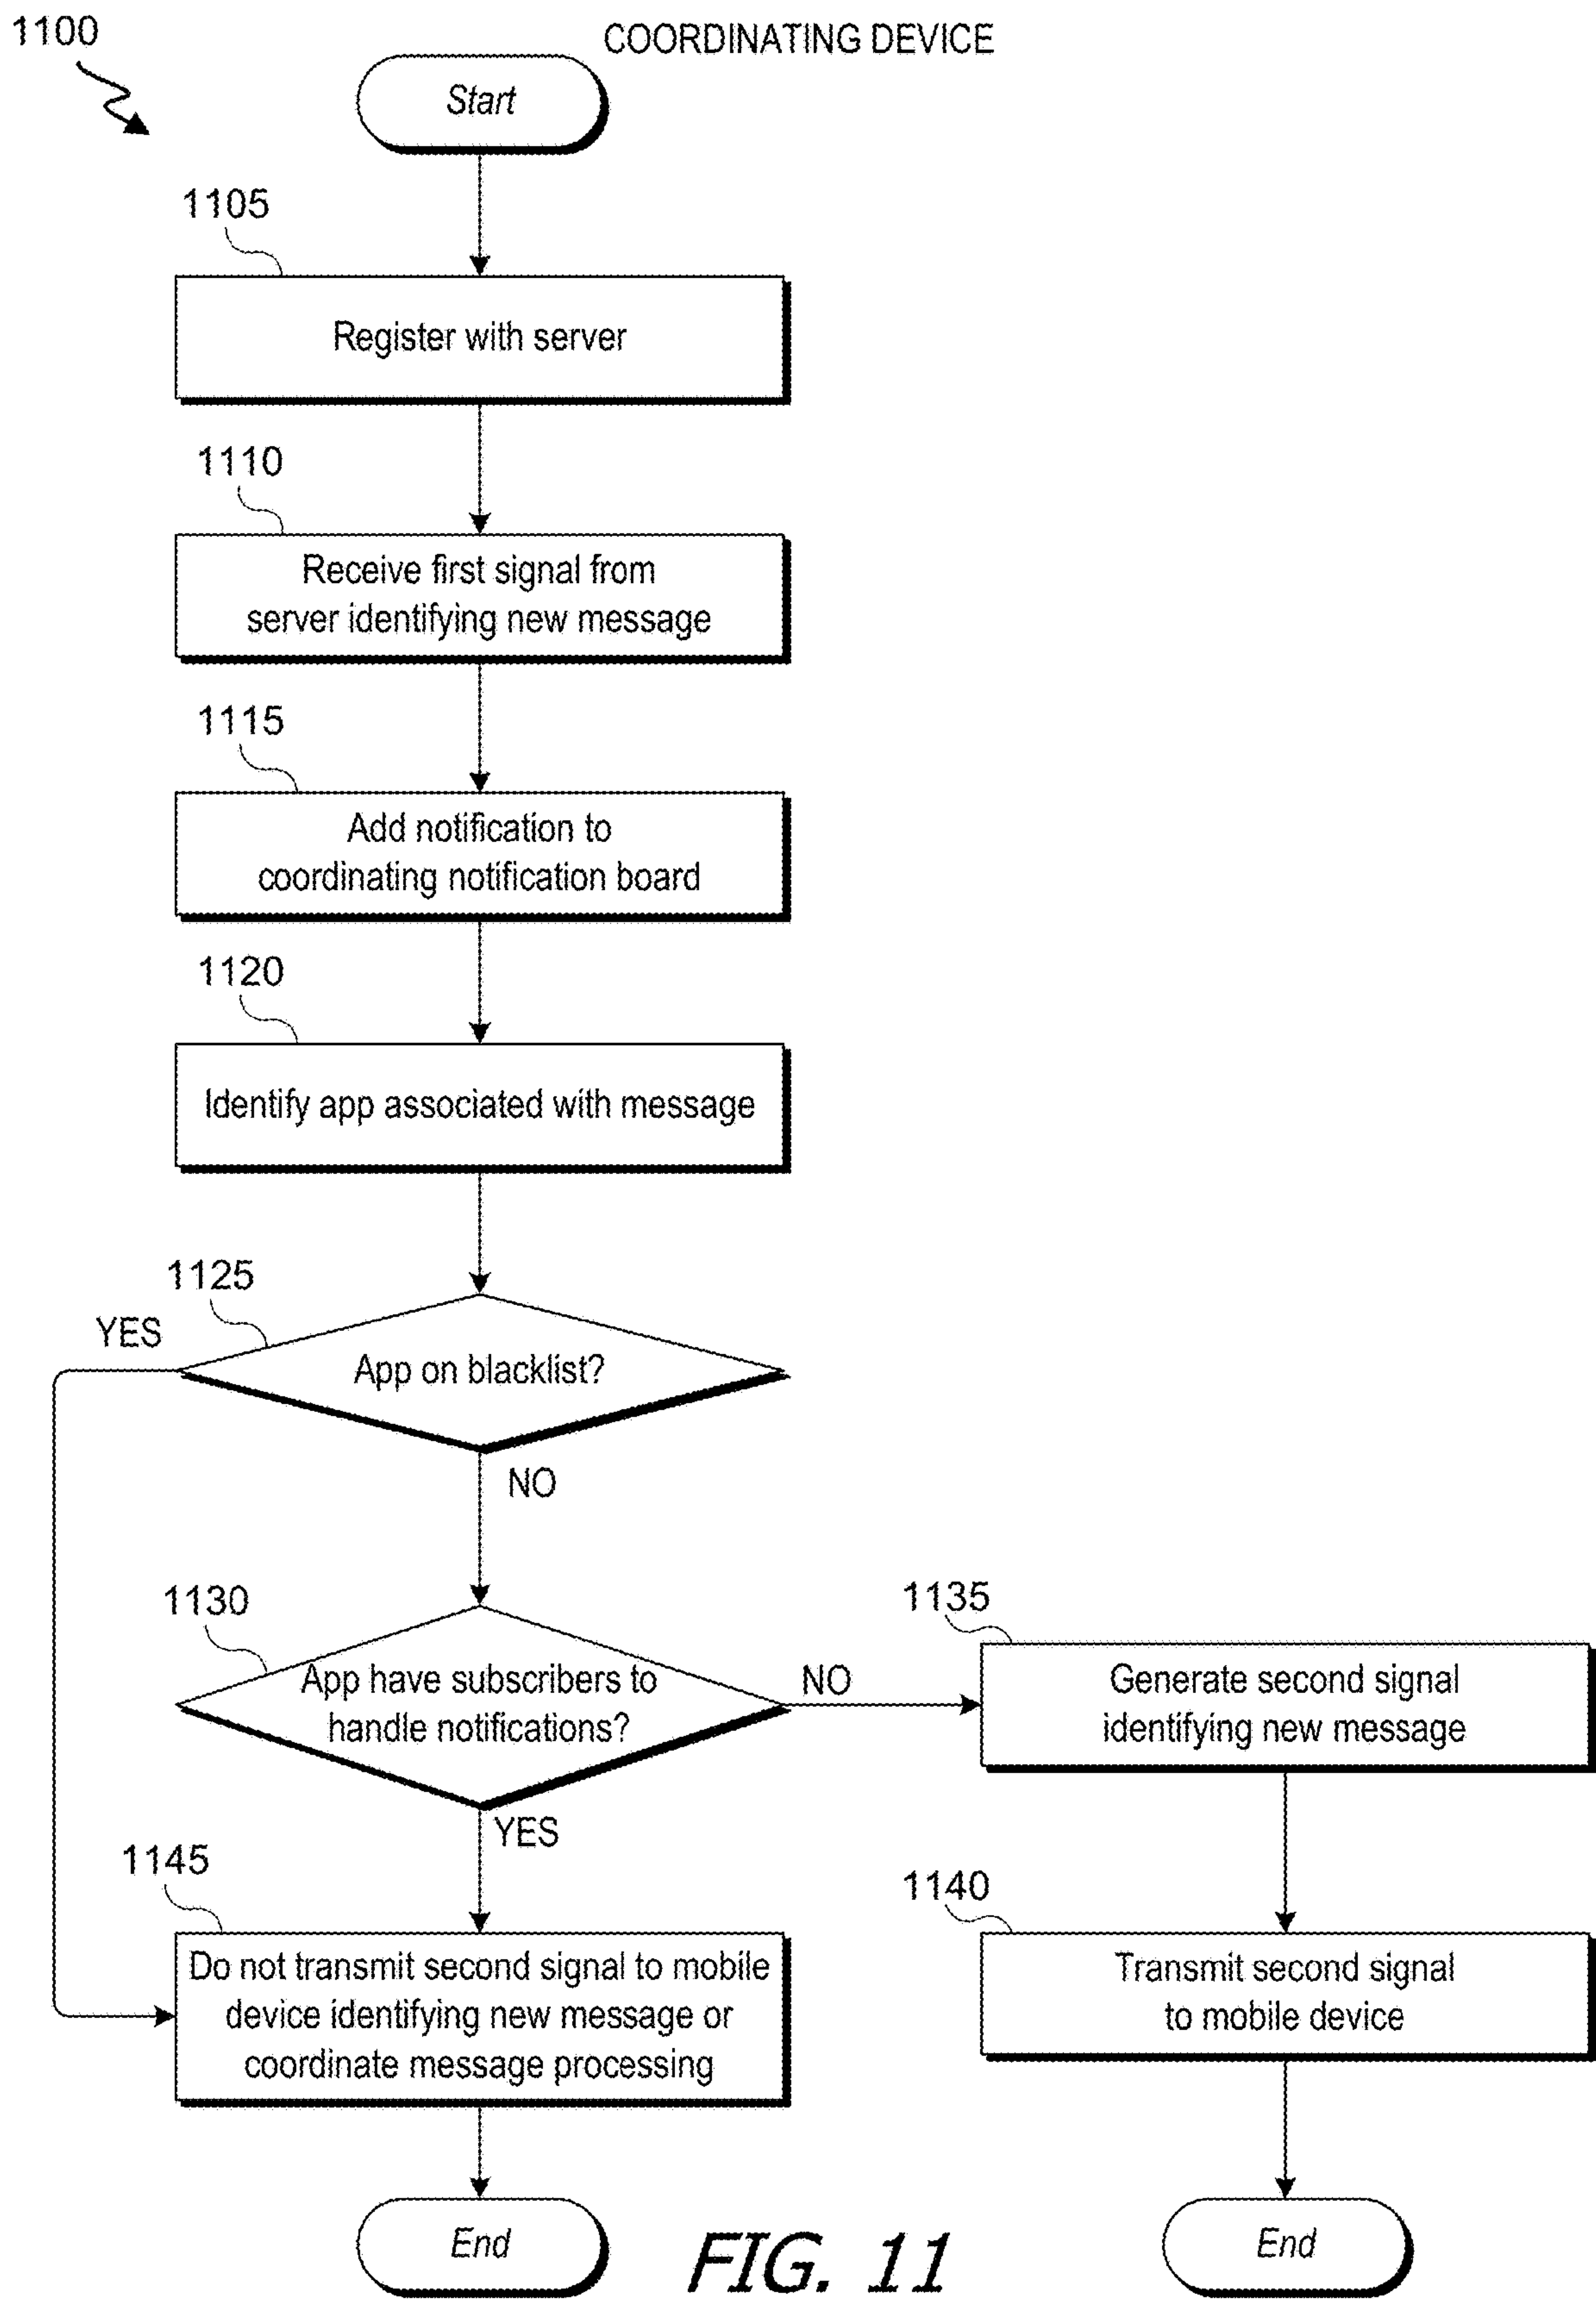 1100
COORDINATING DEVICE
Start
1105
Register with server
1110
Receive first signal from
server identifying new message
1115
Add notification to
coordinating notification board
1120
Identify app associated with message
1125
YES
App on blacklist?
NO
1130
App have subscribers to
handle notifications?
NO
1135
Generate second signal
identifying new message
YES
1145
Do not transmit second signal to mobile
device identifying new message or
coordinate message processing
1140
Transmit second signal
to mobile device
End
End
FIG. 11